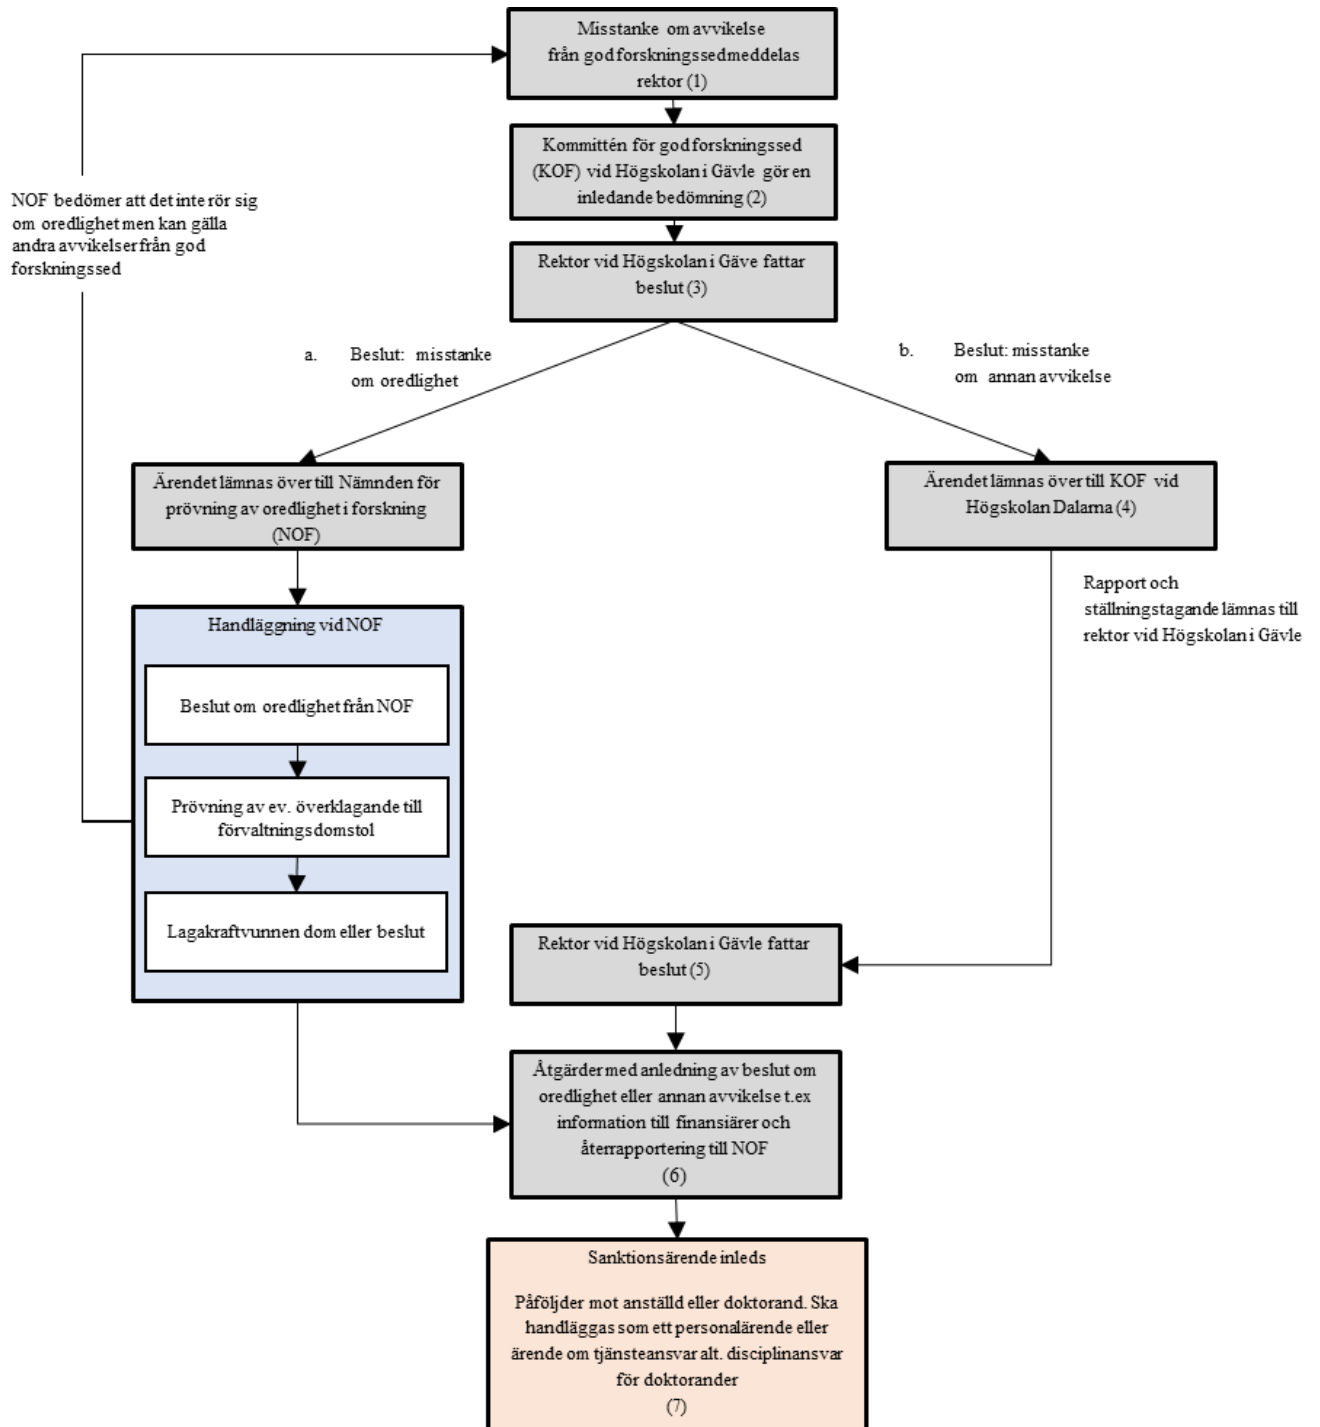 Misstanke om avvikelse
från god forskningssed meddelas
rektor (1)
Kommittén för god forskningssed
(KOF) vid Högskolan i Gävle gör en
inledande bedömning (2)
NOF bedömer att det inte rör sig
om oredlighet men kan gälla
andra avvikelser från god
forskningssed
Rektor vid Högskolan i Gäve fattar
beslut (3)
a. Beslut: misstanke
om oredlighet
b. Beslut: misstanke
om annan avvikelse
Ärendet lämnas över till Nämnden för
prövning av oredlighet i forskning
(NOF)
Ärendet lämnas över till KOF vid
Högskolan Dalarna (4)
Rapport och
ställningstagande lämnas till
rektor vid Högskolan i Gävle
Handläggning vid NOF
Beslut om oredlighet från NOF
Prövning av ev. överklagande till
förvaltningsdomstol
Lagakraftvunnen dom eller beslut
Rektor vid Högskolan i Gävle fattar
beslut (5)
Åtgärder med anledning av beslut om
oredlighet eller annan avvikelse t.ex
information till finansiärer och
återrapportering till NOF
(6)
Sanktionsärende inleds
Påföljder mot anställd eller doktorand. Ska
handläggas som ett personalärende eller
ärende om tjänsteansvar alt. disciplinansvar
för doktorander
(7)